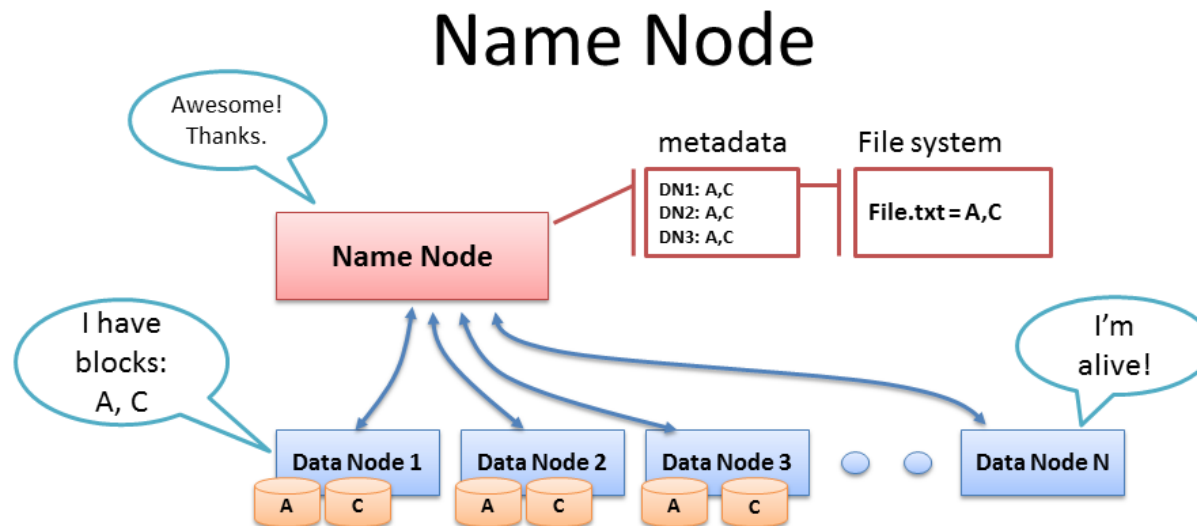 Name Node
Awesome!
Thanks.
metadata
File system
DN1: A,C
DN2: A,C
DN3: A,C
File.txt = A,C
Name Node
I have
blocks:
A, C
I'm
alive!
Data Node 1
Data Node 2
Data Node 3
Data Node N
A
C
A
C
A
C